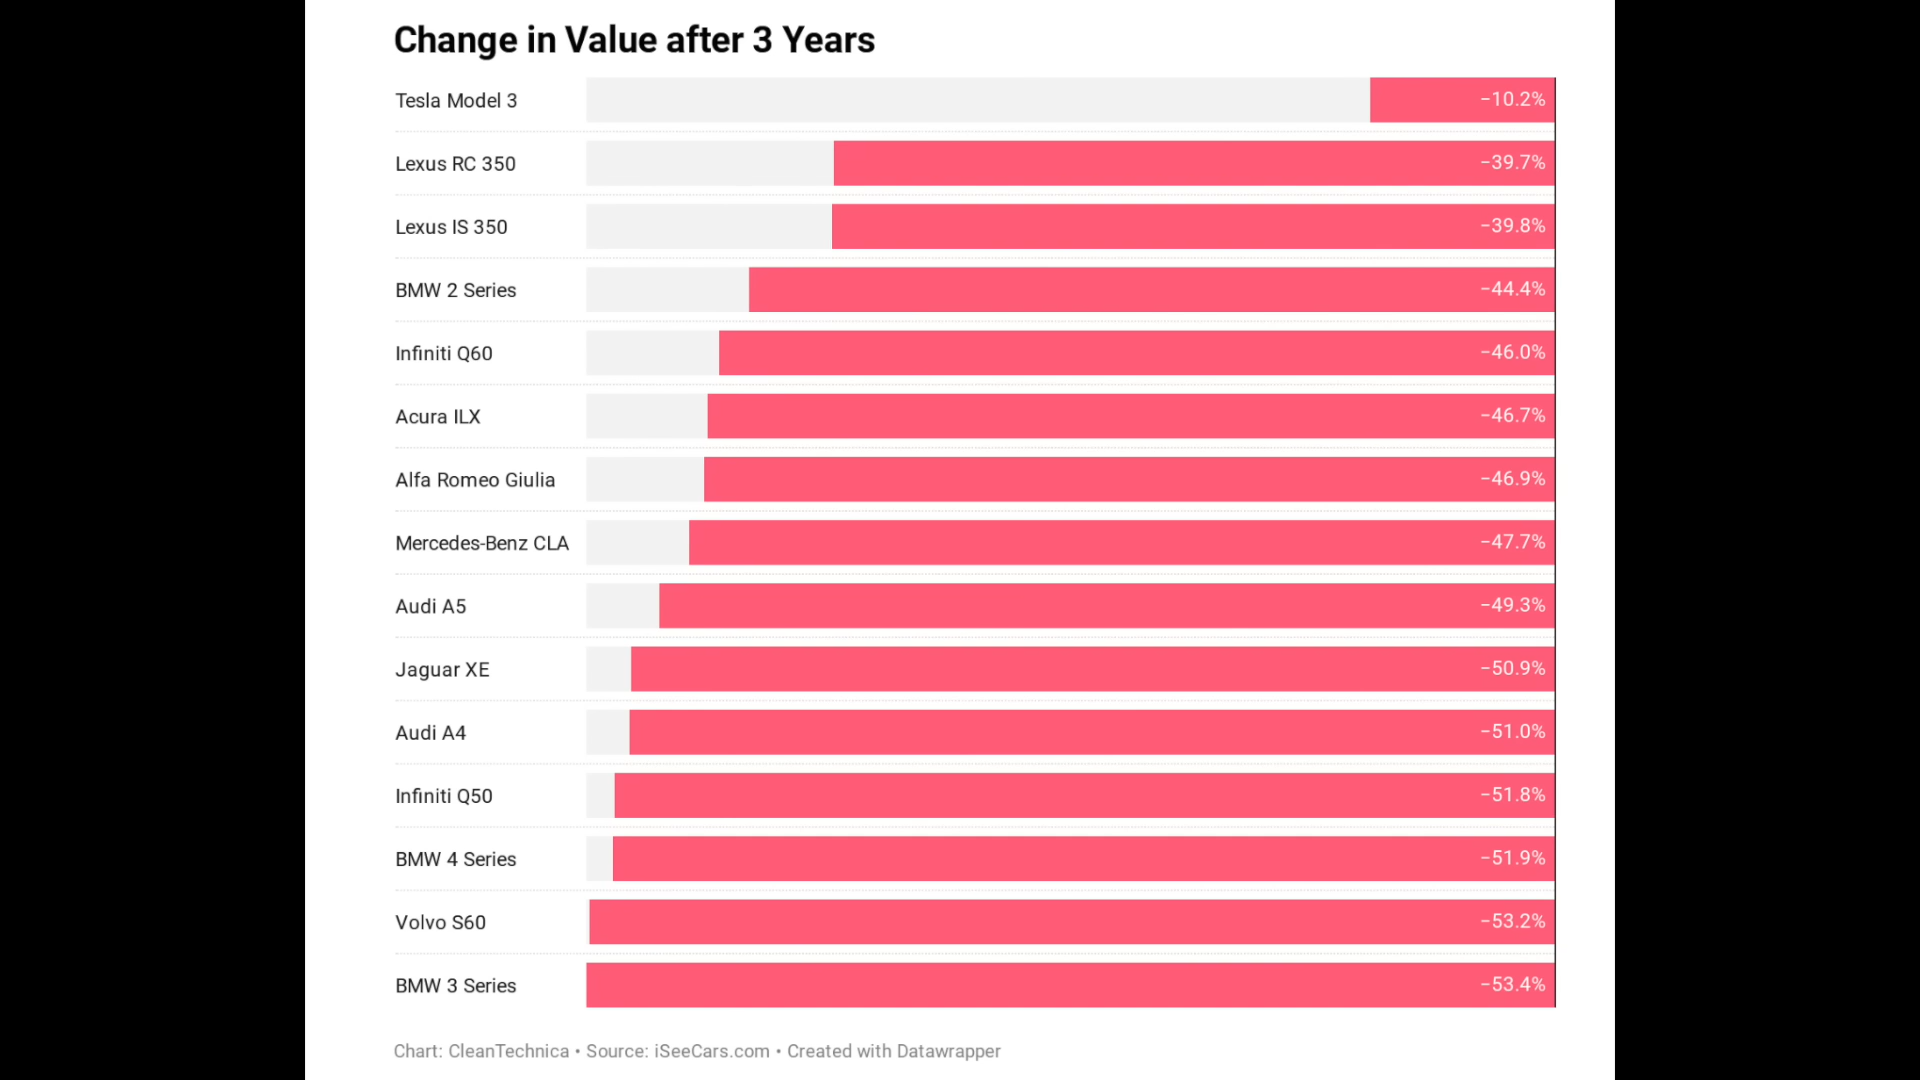 Change in Value after 3 Years
Tesla Model 3 −10.2%
Lexus RC 350 −39.7%
Lexus IS 350 −39.8%
BMW 2 Series −44.4%
Infiniti Q60 −46.0%
Acura ILX −46.7%
Alfa Romeo Giulia −46.9%
Mercedes-Benz CLA −47.7%
Audi A5 −49.3%
Jaguar XE −50.9%
Audi A4 −51.0%
Infiniti Q50 −51.8%
BMW 4 Series −51.9%
Volvo S60 −53.2%
BMW 3 Series −53.4%
Chart: CleanTechnica • Source: iSeeCars.com • Created with Datawrapper